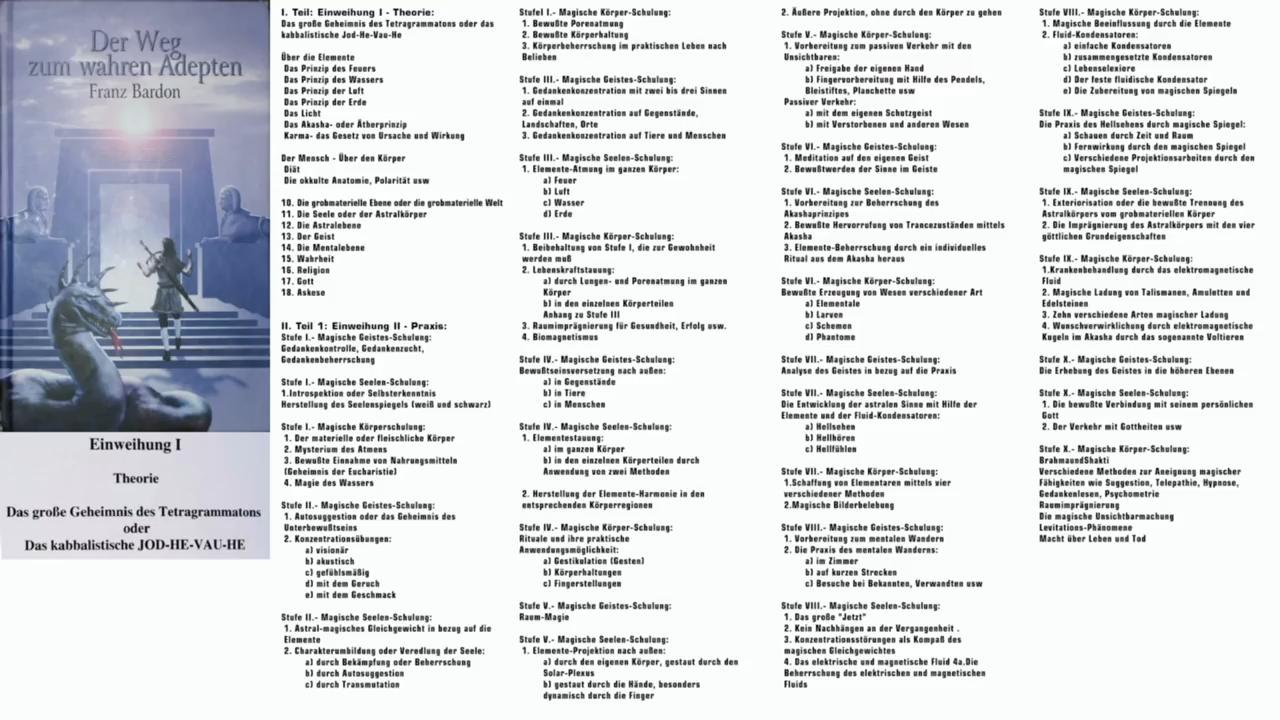 Der Weg
zum wahren Adepten
Franz Bardon
Einweihung I
Theorie
Das große Geheimnis des Tetragrammatons
oder
Das kabbalistische JOD-HE-VAU-HE
I. Teil: Einweihung I - Theorie:
Das große Geheimnis des Tetragrammatons oder das
kabbalistische Jod-He-Vau-He
Über die Elemente
Das Prinzip des Feuers
Das Prinzip des Wassers
Das Prinzip der Luft
Das Prinzip der Erde
Das Licht
Das Akasha- oder Ätherprinzip
Karma- das Gesetz von Ursache und Wirkung
Der Mensch - Über den Körper
Diät
Die okkulte Anatomie, Polarität usw
10. Die grobmaterielle Ebene oder die grobmaterielle Welt
11. Die Seele oder der Astralkörper
12. Die Astralebene
13. Der Geist
14. Die Mentalebene
15. Wahrheit
16. Religion
17. Gott
18. Askese
II. Teil 1: Einweihung II - Praxis:
Stufe I.- Magische Geistes-Schulung:
Gedankenkontrolle, Gedankenzucht,
Gedankenbeherrschung
Stufe I.- Magische Seelen-Schulung:
1.Introspektion oder Selbsterkenntnis
Herstellung des Seelenspiegels (weiß und schwarz)
Stufe I.- Magische Körperschulung:
1. Der materielle oder fleischliche Körper
2. Mysterium des Atmens
3. Bewußte Einnahme von Nahrungsmitteln
(Geheimnis der Eucharistie)
4. Magie des Wassers
Stufe II.- Magische Geistes-Schulung:
1. Autosuggestion oder das Geheimnis des
Unterbewußtseins
2. Konzentrationsübungen:
a) visionär
b) akustisch
c) gefühlsmäßig
d) mit dem Geruch
e) mit dem Geschmack
Stufe II.- Magische Seelen-Schulung:
1. Astral-magisches Gleichgewicht in bezug auf die
Elemente
2. Charakterumbildung oder Veredlung der Seele:
a) durch Bekämpfung oder Beherrschung
b) durch Autosuggestion
c) durch Transmutation
StufeI I.- Magische Körper-Schulung:
1. Bewußte Porenatmung
2. Bewußte Körperhaltung
3. Körperbeherrschung im praktischen Leben nach
Belieben
Stufe III.- Magische Geistes-Schulung:
1. Gedankenkonzentration mit zwei bis drei Sinnen
auf einmal
2. Gedankenkonzentration auf Gegenstände,
Landschaften, Orte
3. Gedankenkonzentration auf Tiere und Menschen
Stufe III.- Magische Seelen-Schulung:
1. Elemente-Atmung im ganzen Körper:
a) Feuer
b) Luft
c) Wasser
d) Erde
Stufe III.- Magische Körper-Schulung:
1. Beibehaltung von Stufe I, die zur Gewohnheit
werden muß
2. Lebenskraftstauung:
a) durch Lungen- und Porenatmung im ganzen
Körper
b) in den einzelnen Körperteilen
Anhang zu Stufe III
3. Raumimprägnierung für Gesundheit, Erfolg usw.
4. Biomagnetismus
Stufe IV.- Magische Geistes-Schulung:
Bewußtseinsversetzung nach außen:
a) in Gegenstände
b) in Tiere
c) in Menschen
Stufe IV.- Magische Seelen-Schulung:
1. Elementestauung:
a) im ganzen Körper
b) in den einzelnen Körperteilen durch
Anwendung von zwei Methoden
2. Herstellung der Elemente-Harmonie in den
entsprechenden Körperregionen
Stufe IV.- Magische Körper-Schulung:
Rituale und ihre praktische
Anwendungsmöglichkeit:
a) Gestikulation (Gesten)
b) Körperhaltungen
c) Fingerstellungen
Stufe V.- Magische Geistes-Schulung:
Raum-Magie
Stufe V.- Magische Seelen-Schulung:
1. Elemente-Projektion nach außen:
a) durch den eigenen Körper, gestaut durch den
Solar-Plexus
b) gestaut durch die Hände, besonders
dynamisch durch die Finger
2. Äußere Projektion, ohne durch den Körper zu gehen
Stufe V.- Magische Körper-Schulung:
1. Vorbereitung zum passiven Verkehr mit den
Unsichtbaren:
a) Freigabe der eigenen Hand
b) Fingervorbereitung mit Hilfe des Pendels,
Bleistiftes, Planchette usw
Passiver Verkehr:
a) mit dem eigenen Schutzgeist
b) mit Verstorbenen und anderen Wesen
Stufe VI.- Magische Geistes-Schulung:
1. Meditation auf den eigenen Geist
2. Bewußtwerden der Sinne im Geiste
Stufe VI.- Magische Seelen-Schulung:
1. Vorbereitung zur Beherrschung des
Akashaprinzipes
2. Bewußte Hervorrufung von Trancezuständen mittels
Akasha
3. Elemente-Beherrschung durch ein individuelles
Ritual aus dem Akasha heraus
Stufe VI.- Magische Körper-Schulung:
Bewußte Erzeugung von Wesen verschiedener Art
a) Elementale
b) Larven
c) Schemen
d) Phantome
Stufe VII.- Magische Geistes-Schulung:
Analyse des Geistes in bezug auf die Praxis
Stufe VII.- Magische Seelen-Schulung:
Die Entwicklung der astralen Sinne mit Hilfe der
Elemente und der Fluid-Kondensatoren:
a) Hellsehen
b) Hellhören
c) Hellfühlen
Stufe VII.- Magische Körper-Schulung:
1.Schaffung von Elementaren mittels vier
verschiedener Methoden
2.Magische Bilderbelebung
Stufe VIII.- Magische Geistes-Schulung:
1. Vorbereitung zum mentalen Wandern
2. Die Praxis des mentalen Wanderns:
a) im Zimmer
b) auf kurzen Strecken
c) Besuche bei Bekannten, Verwandten usw
Stufe VIII.- Magische Seelen-Schulung:
1. Das große "Jetzt"
2. Kein Nachhängen an der Vergangenheit .
3. Konzentrationsstörungen als Kompaß des
magischen Gleichgewichtes
4. Das elektrische und magnetische Fluid 4a.Die
Beherrschung des elektrischen und magnetischen
Fluids
Stufe VIII.- Magische Körper-Schulung:
1. Magische Beeinflussung durch die Elemente
2. Fluid-Kondensatoren:
a) einfache Kondensatoren
b) zusammengesetzte Kondensatoren
c) Lebenselexiere
d) Der feste fluidische Kondensator
e) Die Zubereitung von magischen Spiegeln
Stufe IX.- Magische Geistes-Schulung:
Die Praxis des Hellsehens durch magische Spiegel:
a) Schauen durch Zeit und Raum
b) Fernwirkung durch den magischen Spiegel
c) Verschiedene Projektionsarbeiten durch den
magischen Spiegel
Stufe IX.- Magische Seelen-Schulung:
1. Exteriorisation oder die bewußte Trennung des
Astralkörpers vom grobmateriellen Körper
2. Die Imprägnierung des Astralkörpers mit den vier
göttlichen Grundeigenschaften
Stufe IX.- Magische Körper-Schulung:
1.Krankenbehandlung durch das elektromagnetische
Fluid
2. Magische Ladung von Talismanen, Amuletten und
Edelsteinen
3. Zehn verschiedene Arten magischer Ladung
4. Wunschverwirklichung durch elektromagnetische
Kugeln im Akasha durch das sogenannte Voltieren
Stufe X.- Magische Geistes-Schulung:
Die Erhebung des Geistes in die höheren Ebenen
Stufe X.- Magische Seelen-Schulung:
1. Die bewußte Verbindung mit seinem persönlichen
Gott
2. Der Verkehr mit Gottheiten usw
Stufe X.- Magische Körper-Schulung:
BrahmaundShakti
Verschiedene Methoden zur Aneignung magischer
Fähigkeiten wie Suggestion, Telepathie, Hypnose,
Gedankenlesen, Psychometrie
Raumimprägnierung
Die magische Unsichtbarmachung
Levitations-Phänomene
Macht über Leben und Tod